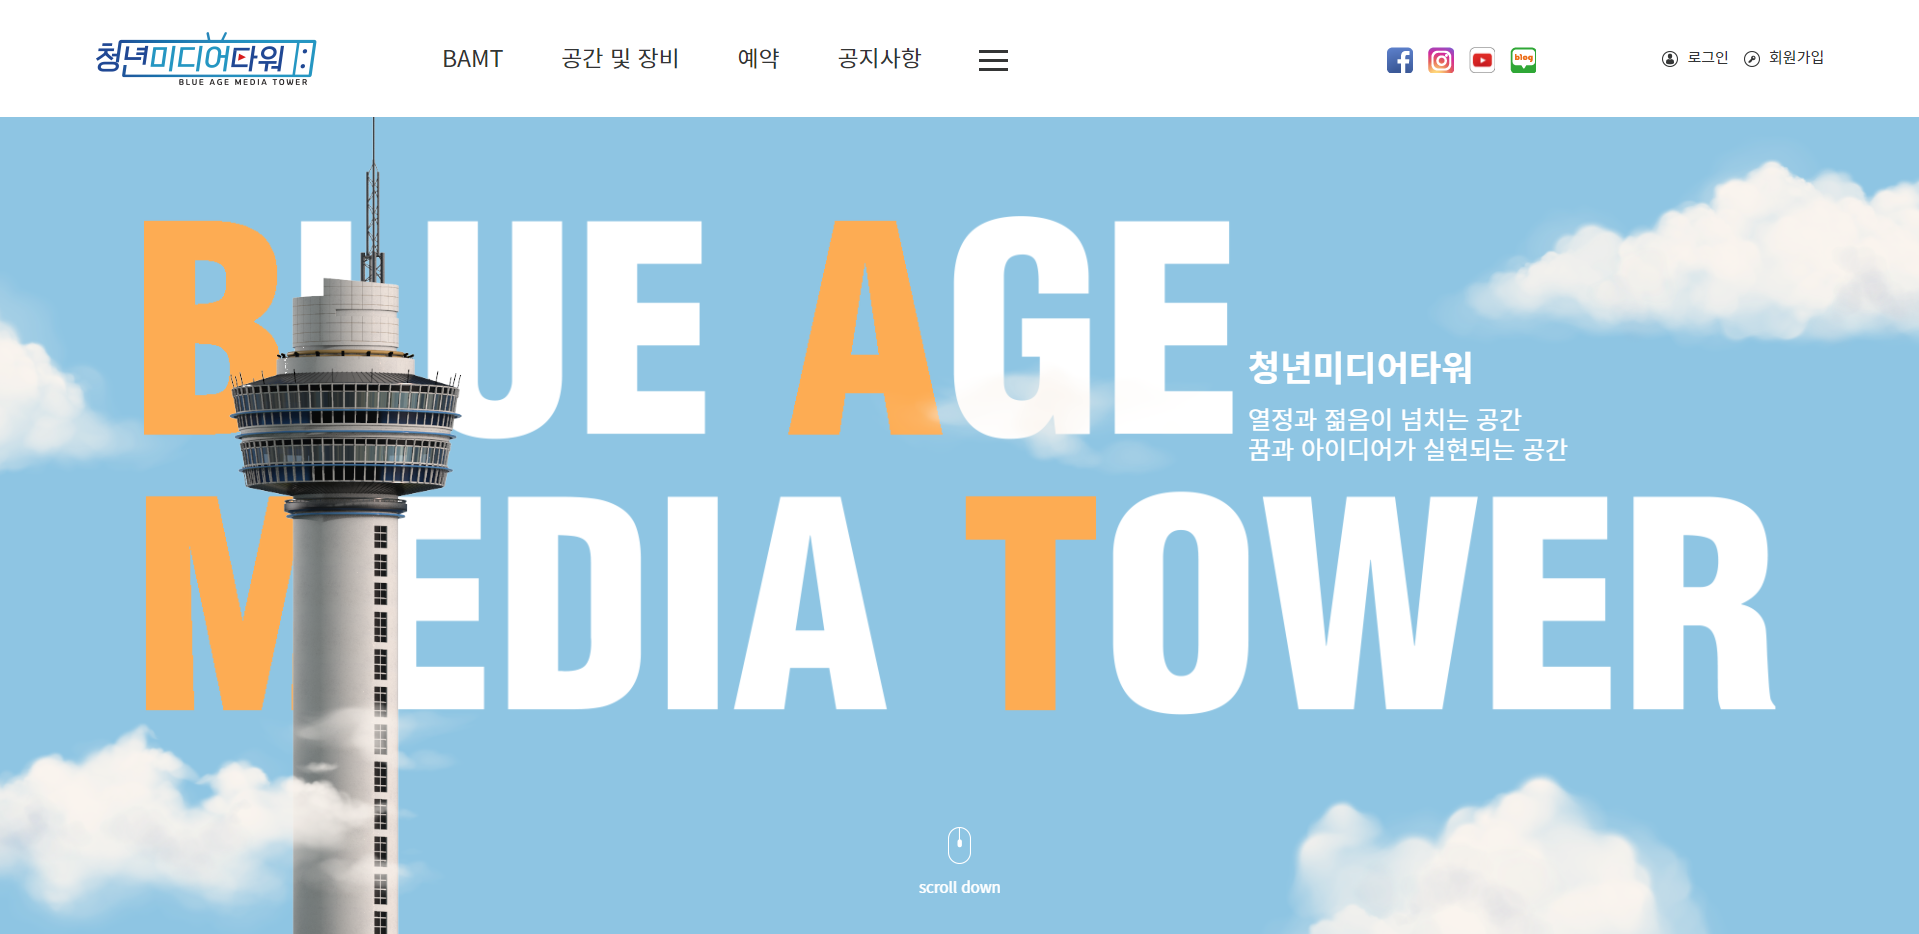 청년미디어타워
BLUE AGE MEDIA TOWER
BAMT
공간 및 장비
예약
공지사항
blog
로그인
회원가입
BLUE AGE
청년미디어타워
열정과 젊음이 넘치는 공간
꿈과 아이디어가 실현되는 공간
MEDIA TOWER
scroll down